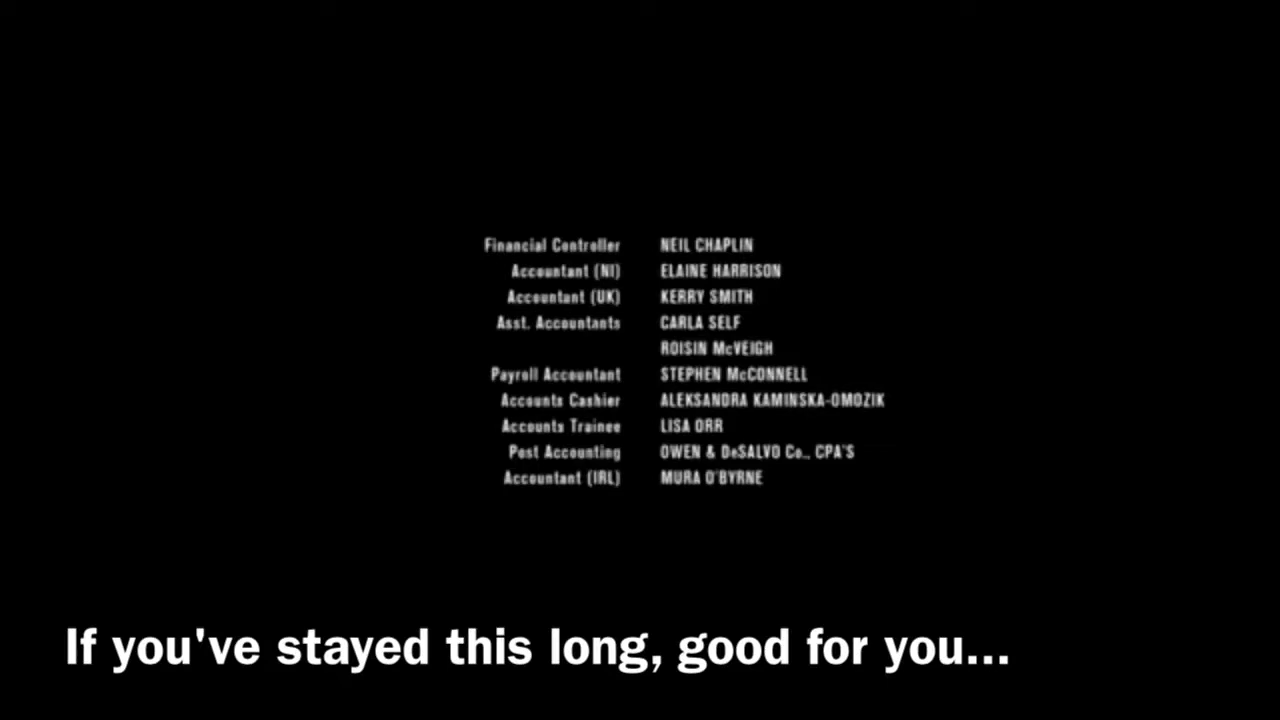 Financial Controller NEIL CHAPLIN
Accountant (NI) ELAINE HARRISON
Accountant (UK) KERRY SMITH
Asst. Accountants CARLA SELF
ROISIN McVEIGH
Payroll Accountant STEPHEN McCONNELL
Accounts Cashier ALEKSANDRA KAMINSKA-OMOZIK
Accounts Trainee LISA ORR
Post Accounting OWEN & DeSALVO Co., CPA'S
Accountant (IRL) MURA O'BYRNE
If you've stayed this long, good for you...